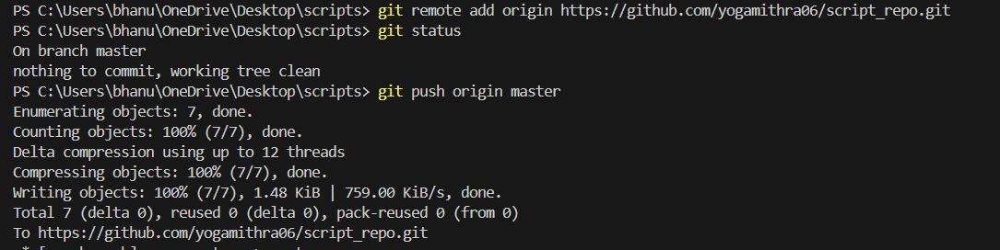 PS C:\Users\bhanu\OneDrive\Desktop\scripts> git remote add origin https://github.com/yogamithra06/script_repo.git
PS C:\Users\bhanu\OneDrive\Desktop\scripts> git status
On branch master
nothing to commit, working tree clean
PS C:\Users\bhanu\OneDrive\Desktop\scripts> git push origin master
Enumerating objects: 7, done.
Counting objects: 100% (7/7), done.
Delta compression using up to 12 threads
Compressing objects: 100% (7/7), done.
Writing objects: 100% (7/7), 1.48 KiB | 759.00 KiB/s, done.
Total 7 (delta 0), reused 0 (delta 0), pack-reused 0 (from 0)
To https://github.com/yogamithra06/script_repo.git